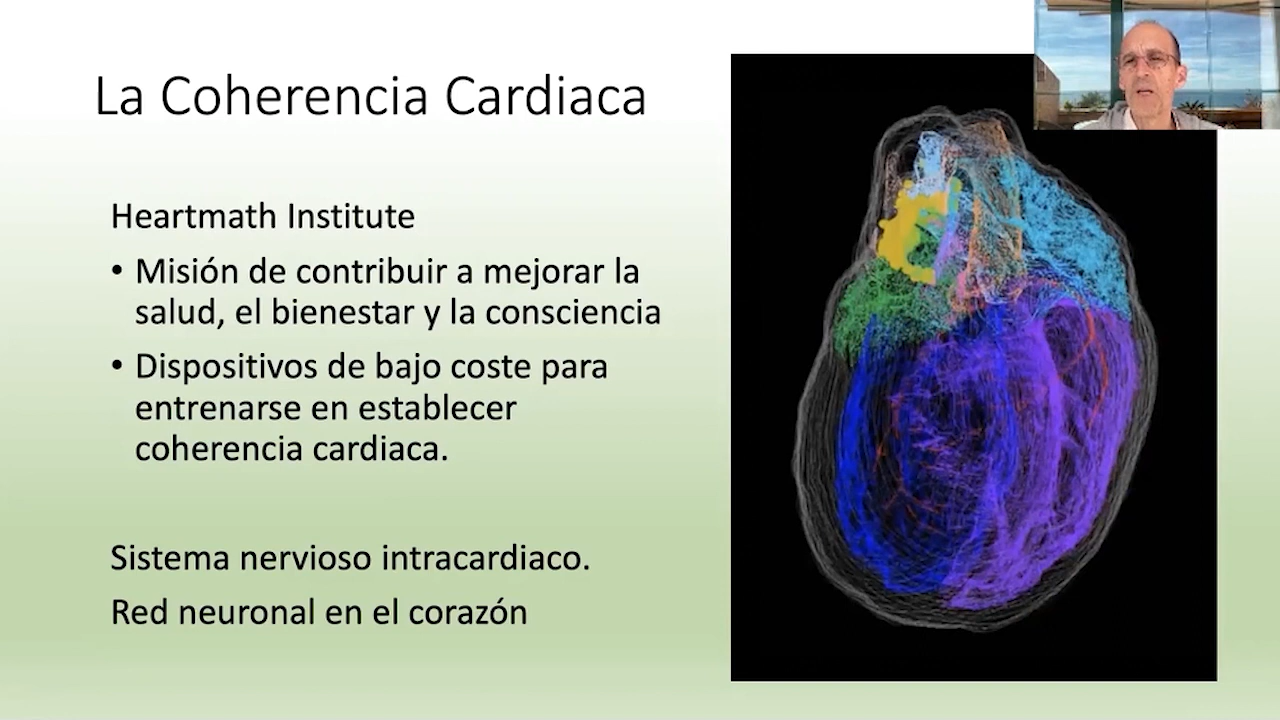 La Coherencia Cardiaca
Heartmath Institute
• Misión de contribuir a mejorar la
salud, el bienestar y la consciencia
• Dispositivos de bajo coste para
entrenarse en establecer
coherencia cardiaca.
Sistema nervioso intracardiaco.
Red neuronal en el corazón